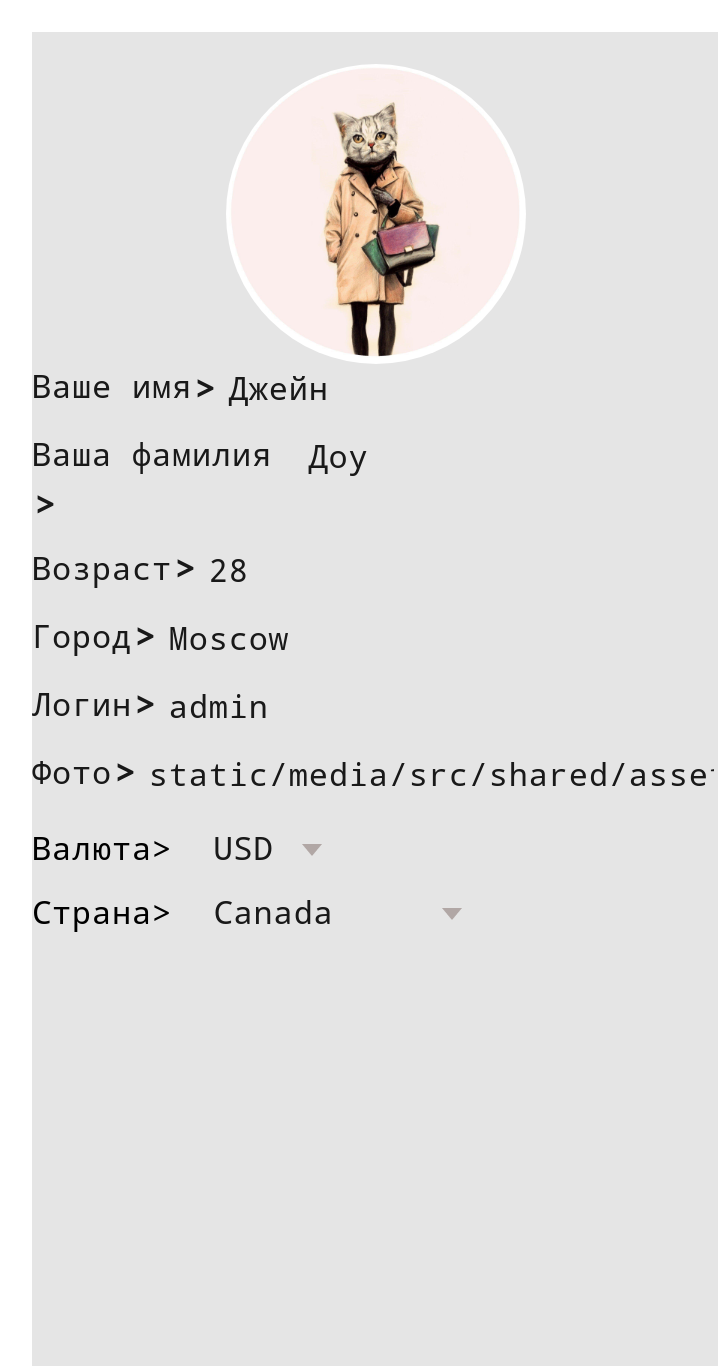 Ваше имя> Джейн
Ваша фамилия Доу
>
Возраст> 28
Город> Moscow
Логин> admin
Фото> static/media/src/shared/asse
Валюта> USD
Страна> Canada